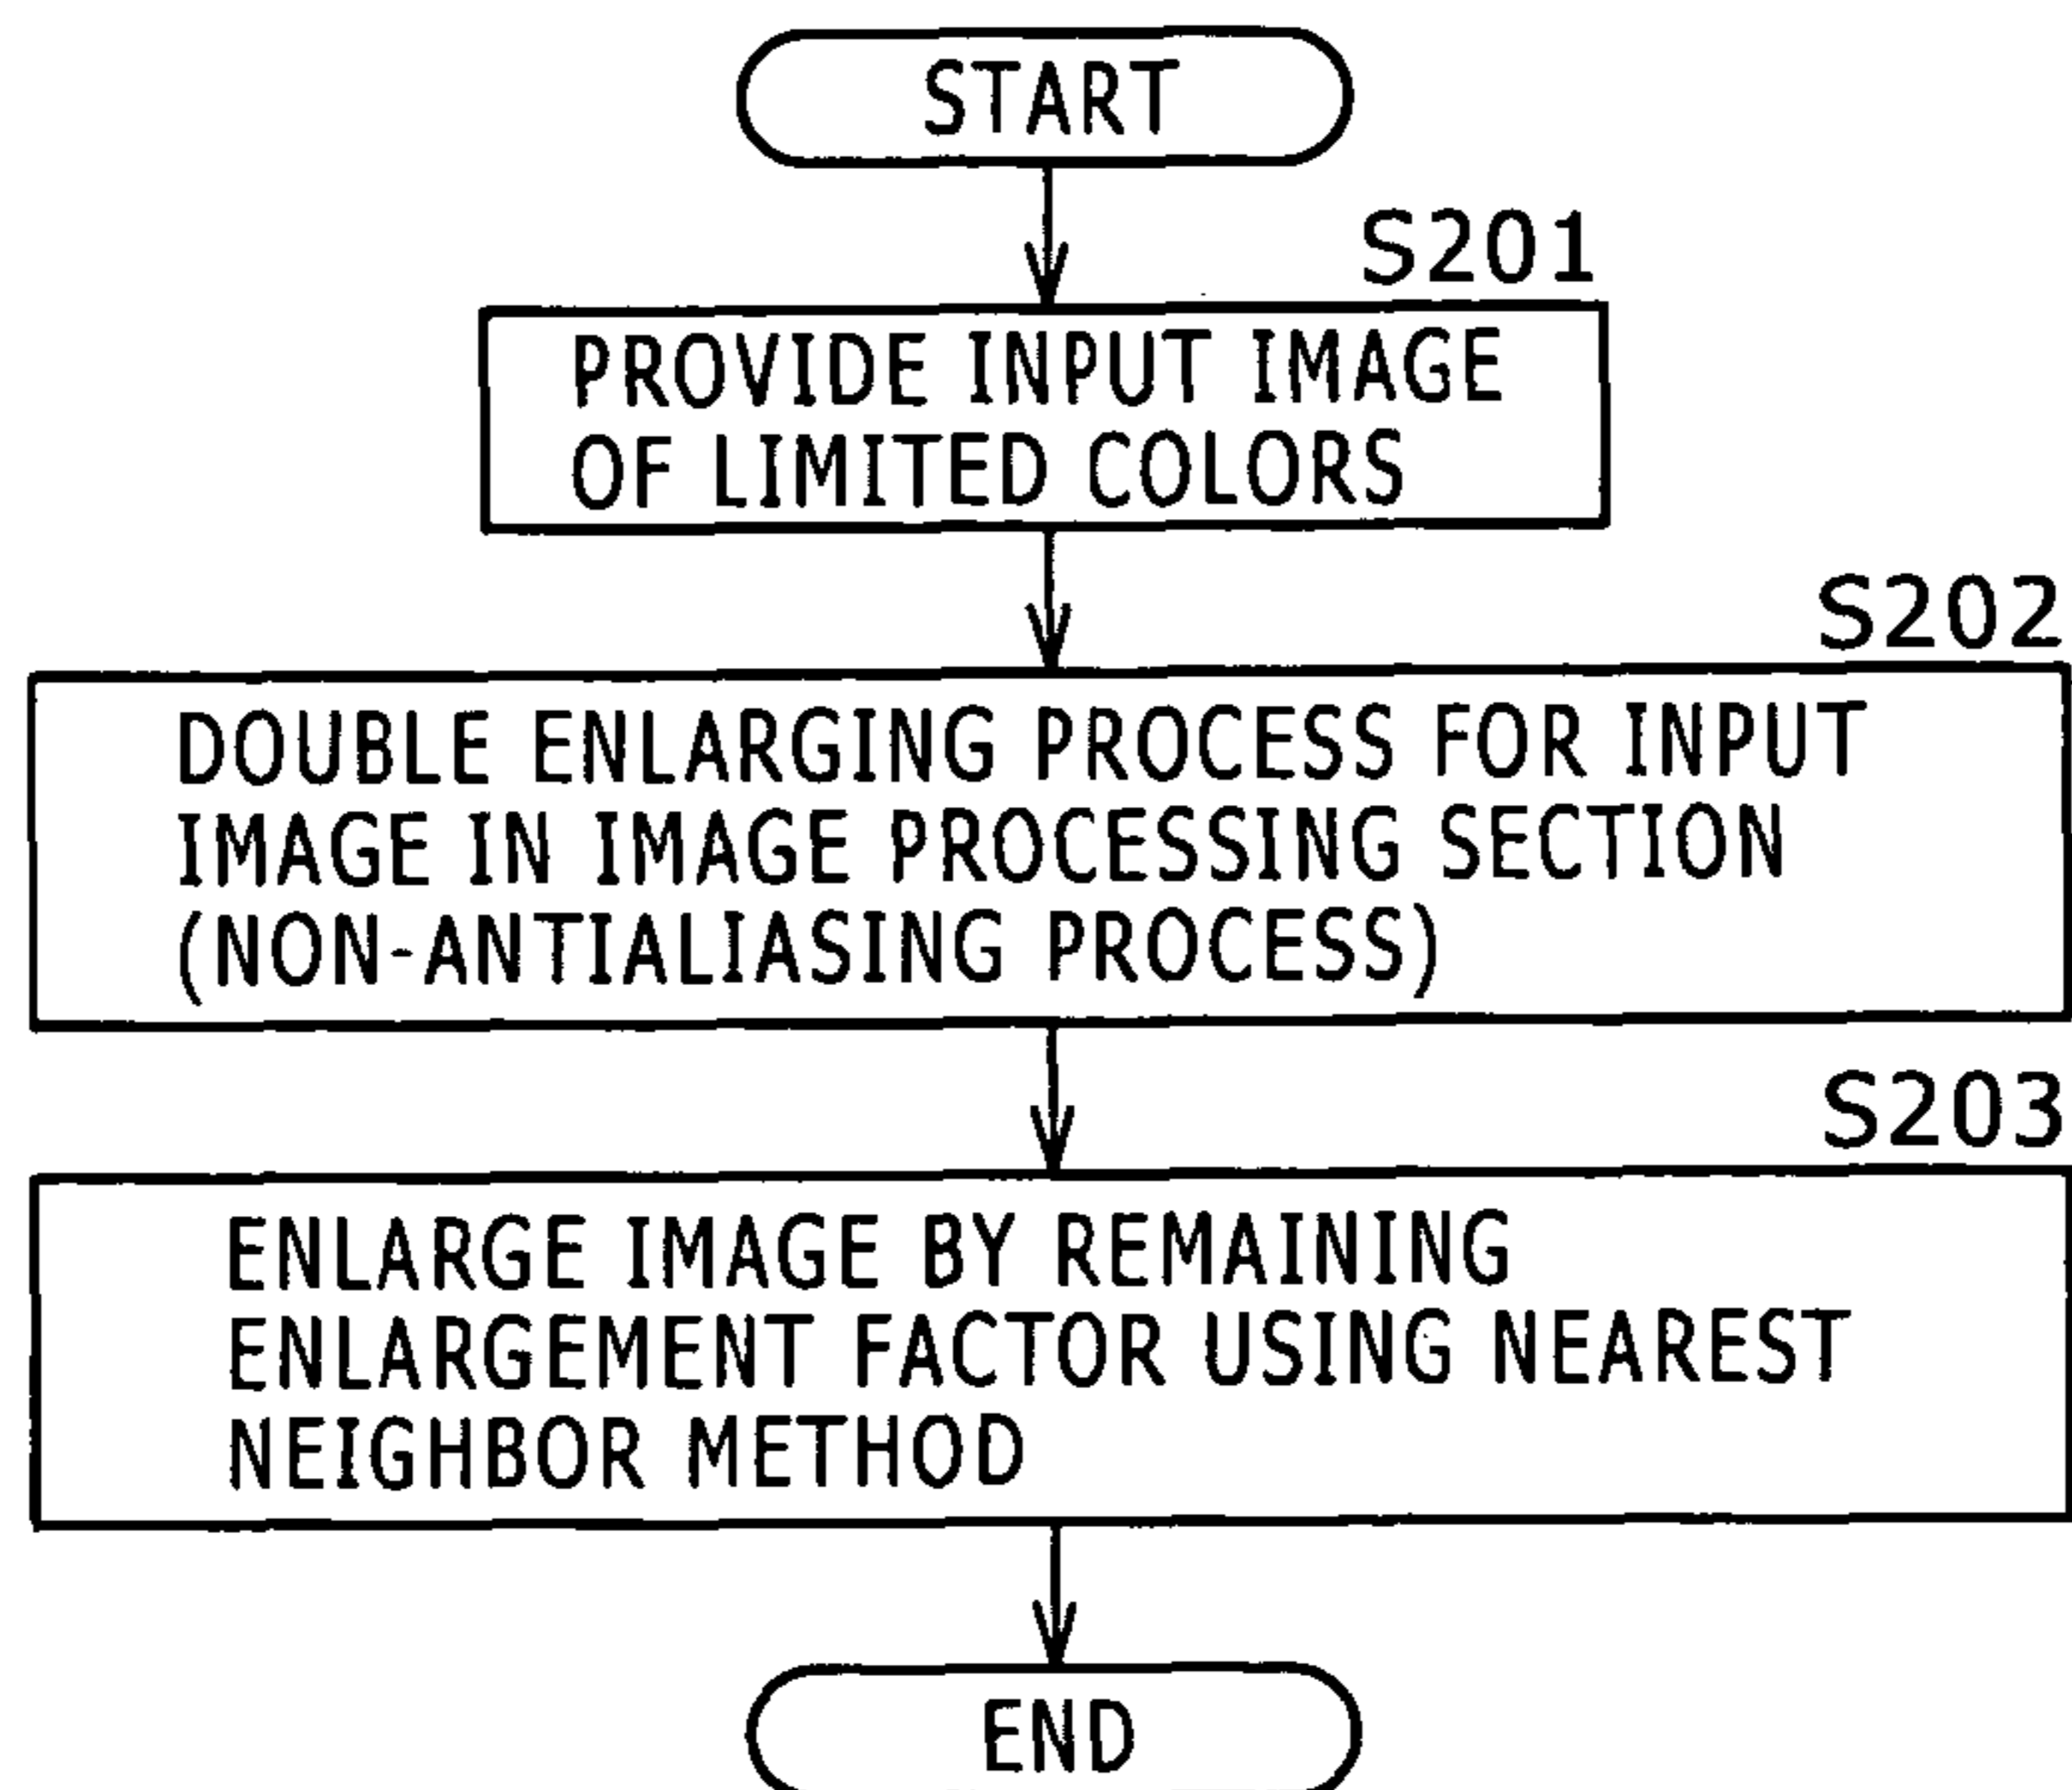 START
S201
PROVIDE INPUT IMAGE
OF LIMITED COLORS
S202
DOUBLE ENLARGING PROCESS FOR INPUT
IMAGE IN IMAGE PROCESSING SECTION
(NON-ANTIALIASING PROCESS)
S203
ENLARGE IMAGE BY REMAINING
ENLARGEMENT FACTOR USING NEAREST
NEIGHBOR METHOD
END